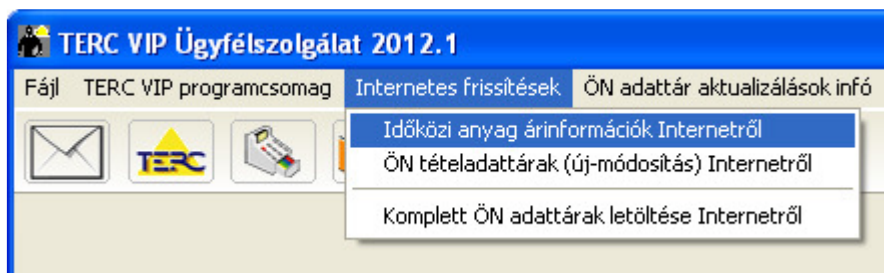 TERC VIP Ügyfélszolgálat 2012.1
Fájl TERC VIP programcsomag Internetes frissítések ÖN adattár aktualizálások infó
TERC
Időközi anyag árinformációk Internetről
ÖN tételadattárak (új-módosítás) Internetről
Komplett ÖN adattárak letöltése Internetről